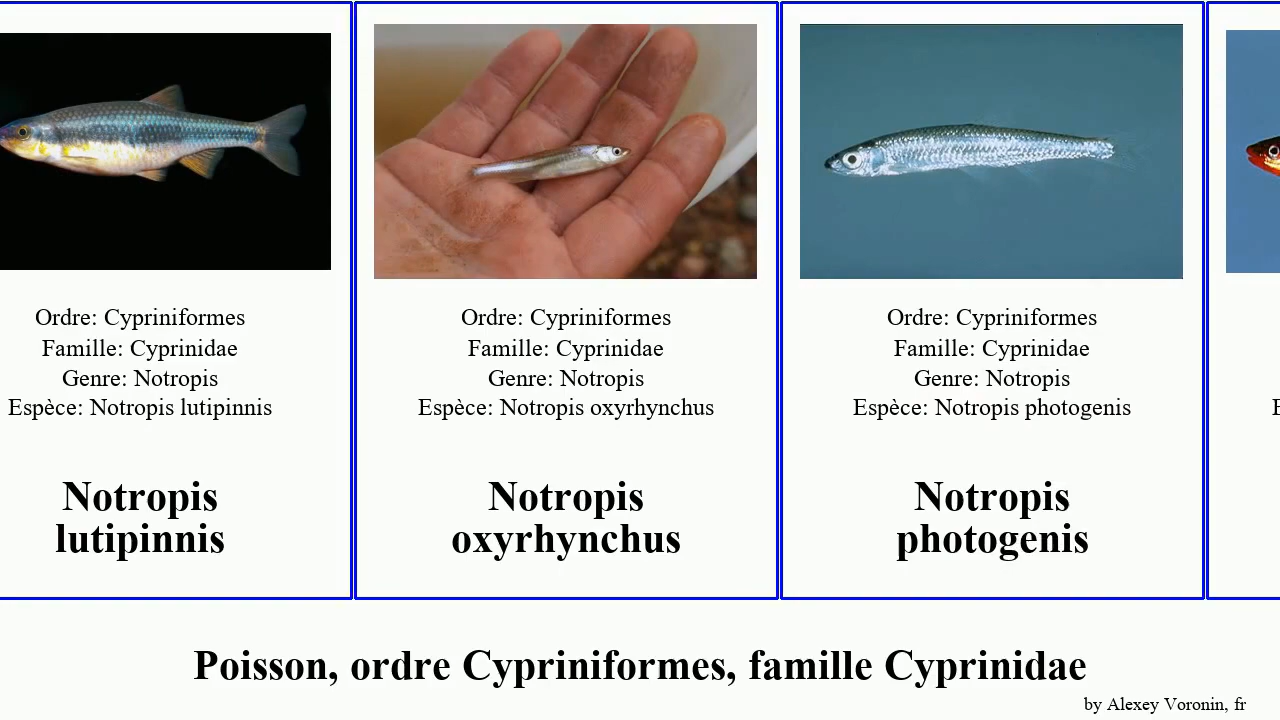 Ordre: Cypriniformes
Famille: Cyprinidae
Genre: Notropis
Espèce: Notropis lutipinnis
Notropis
lutipinnis
Ordre: Cypriniformes
Famille: Cyprinidae
Genre: Notropis
Espèce: Notropis oxyrhynchus
Notropis
oxyrhynchus
Ordre: Cypriniformes
Famille: Cyprinidae
Genre: Notropis
Espèce: Notropis photogenis
Notropis
photogenis
Poisson, ordre Cypriniformes, famille Cyprinidae
by Alexey Voronin, fr